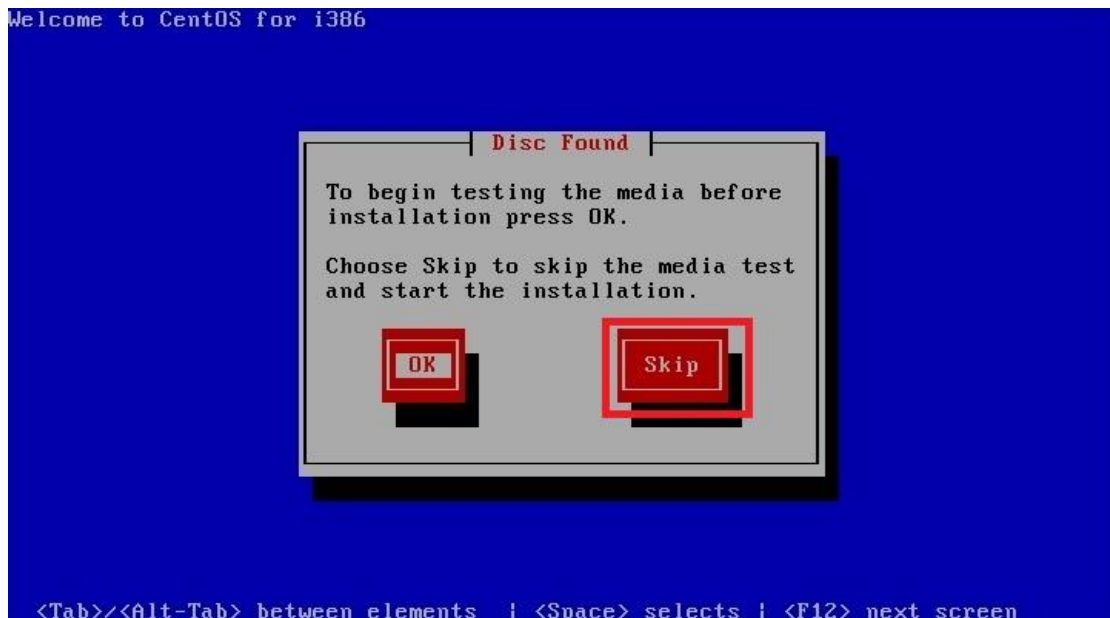 Welcome to CentOS for i386
Disc Found
To begin testing the media before
installation press OK.
Choose Skip to skip the media test
and start the installation.
OK Skip
<Tab>/<Alt-Tab> between elements | <Space> selects | <F12> next screen